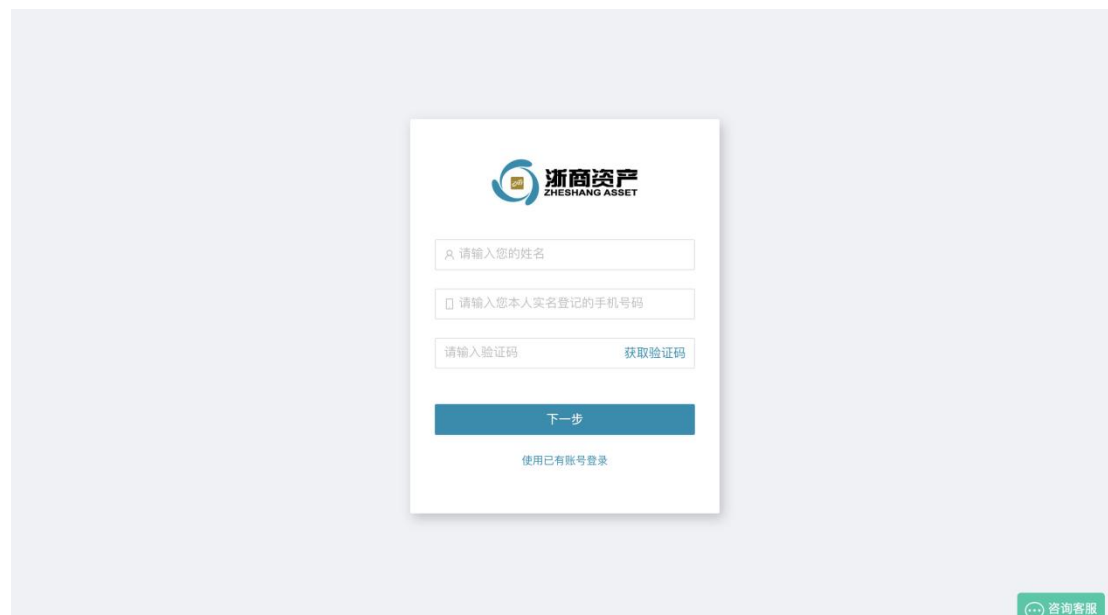 浙商资产
ZHESHANG ASSET
请输入您的姓名
请输入您本人实名登记的手机号码
请输入验证码 获取验证码
下一步
使用已有账号登录
咨询客服